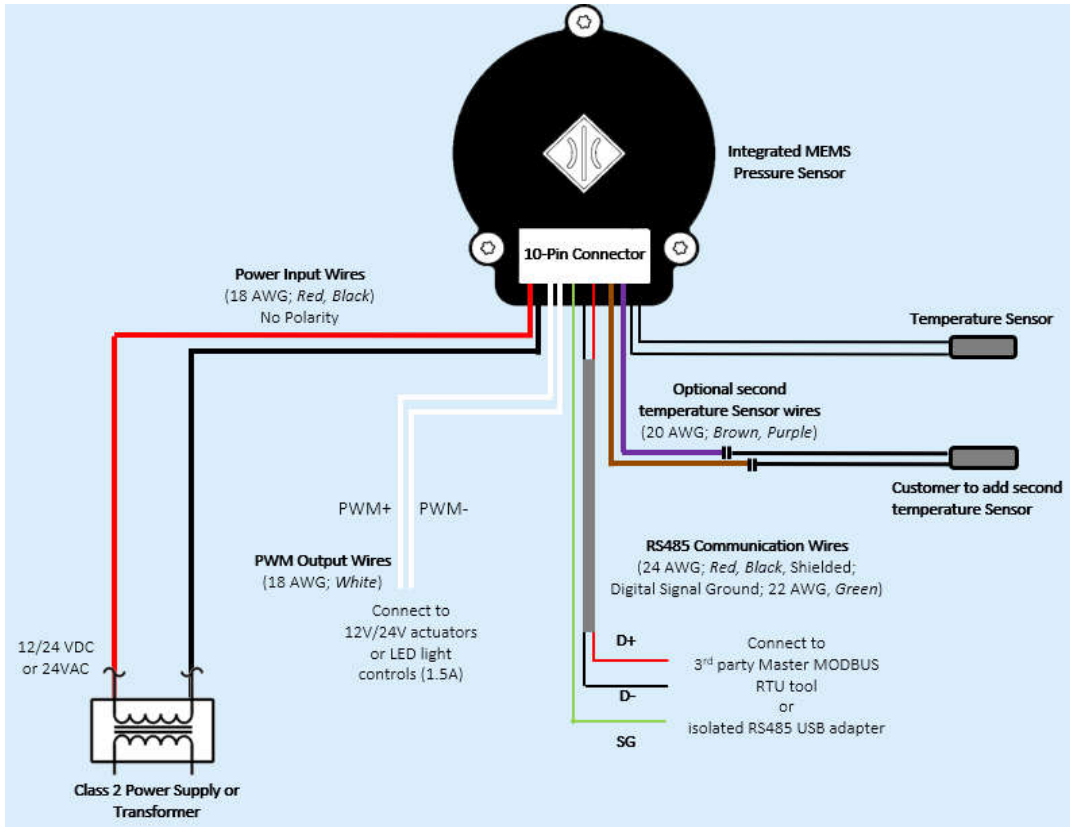 Integrated MEMS
Pressure Sensor
10-Pin Connector
Power Input Wires
(18 AWG; Red, Black)
No Polarity
Temperature Sensor
Optional second
temperature Sensor wires
(20 AWG; Brown, Purple)
Customer to add second
temperature Sensor
PWM+ PWM-
PWM Output Wires
(18 AWG; White)
Connect to
12V/24V actuators
or LED light
controls (1.5A)
RS485 Communication Wires
(24 AWG; Red, Black, Shielded;
Digital Signal Ground; 22 AWG, Green)
12/24 VDC
or 24VAC
D+
D-
SG
Connect to
3rd party Master MODBUS
RTU tool
or
isolated RS485 USB adapter
Class 2 Power Supply or
Transformer